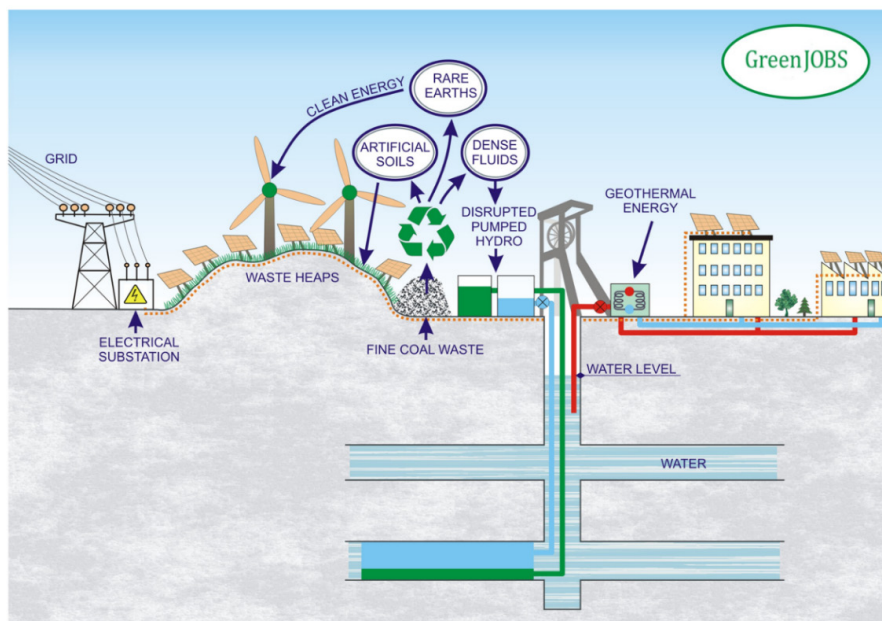 GreenJOBS
RARE
EARTHS
CLEAN ENERGY
ARTIFICIAL
SOILS
DENSE
FLUIDS
GRID
GEOTHERMAL
ENERGY
DISRUPTED
PUMPED
HYDRO
WASTE HEAPS
ELECTRICAL
SUBSTATION
FINE COAL WASTE
WATER LEVEL
WATER